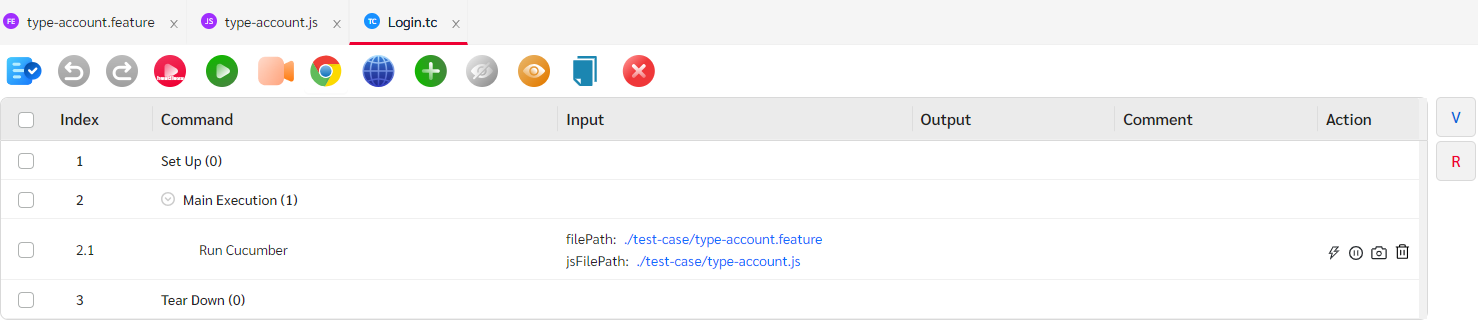 FE type-account.feature x JS type-account.js x TC Login.tc x
Index Command Input Output Comment Action
1 Set Up (0)
2 Main Execution (1)
2.1 Run Cucumber
filePath: ./test-case/type-account.feature
jsFilePath: ./test-case/type-account.js
3 Tear Down (0)
V
R